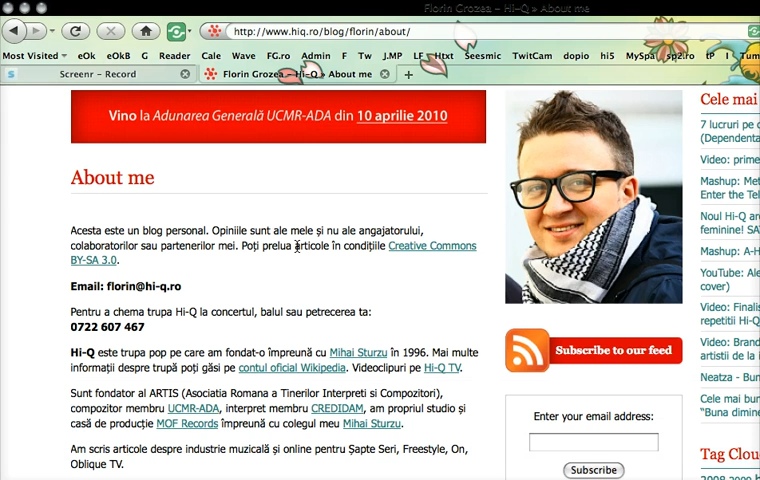 Florin Grozea – Hi-Q » About me
http://www.hiq.ro/blog/florin/about/
Most Visited eOk eOkB G Reader Cale Wave FG.ro Admin F Tw J.MP LF Htxt Seesmic TwitCam dopio hi5 MySpa sp2.ro tP I Tum
Screenr - Record
Florin Grozea – Hi-Q » About me
Vino la Adunarea Generală UCMR-ADA din 10 aprilie 2010
About me
Acesta este un blog personal. Opiniile sunt ale mele și nu ale angajatorului,
colaboratorilor sau partenerilor mei. Poți prelua articole în condițiile Creative Commons
BY-SA 3.0.
Email: florin@hi-q.ro
Pentru a chema trupa Hi-Q la concertul, balul sau petrecerea ta:
0722 607 467
Hi-Q este trupa pop pe care am fondat-o împreună cu Mihai Sturzu în 1996. Mai multe
informații despre trupă poți găsi pe contul oficial Wikipedia. Videoclipuri pe Hi-Q TV.
Sunt fondator al ARTIS (Asociatia Romana a Tinerilor Interpreti si Compozitori),
compozitor membru UCMR-ADA, interpret membru CREDIDAM, am propriul studio și
casă de producție MOF Records împreună cu colegul meu Mihai Sturzu.
Am scris articole despre industrie muzicală și online pentru Șapte Seri, Freestyle, On,
Oblique TV.
Subscribe to our feed
Enter your email address:
Subscribe
Cele mai
7 lucruri pe c
(Dependenta
Video: prime
Mashup: Met
Enter the Tel
Noul Hi-Q ar
feminine! SA
Mashup: A-H
YouTube: Ale
cover)
Video: Finalis
repetitii Hi-Q
Video: Brand
artistii de la i
Neatza - Bun
Cele mai bun
"Buna dimine
Tag Clou